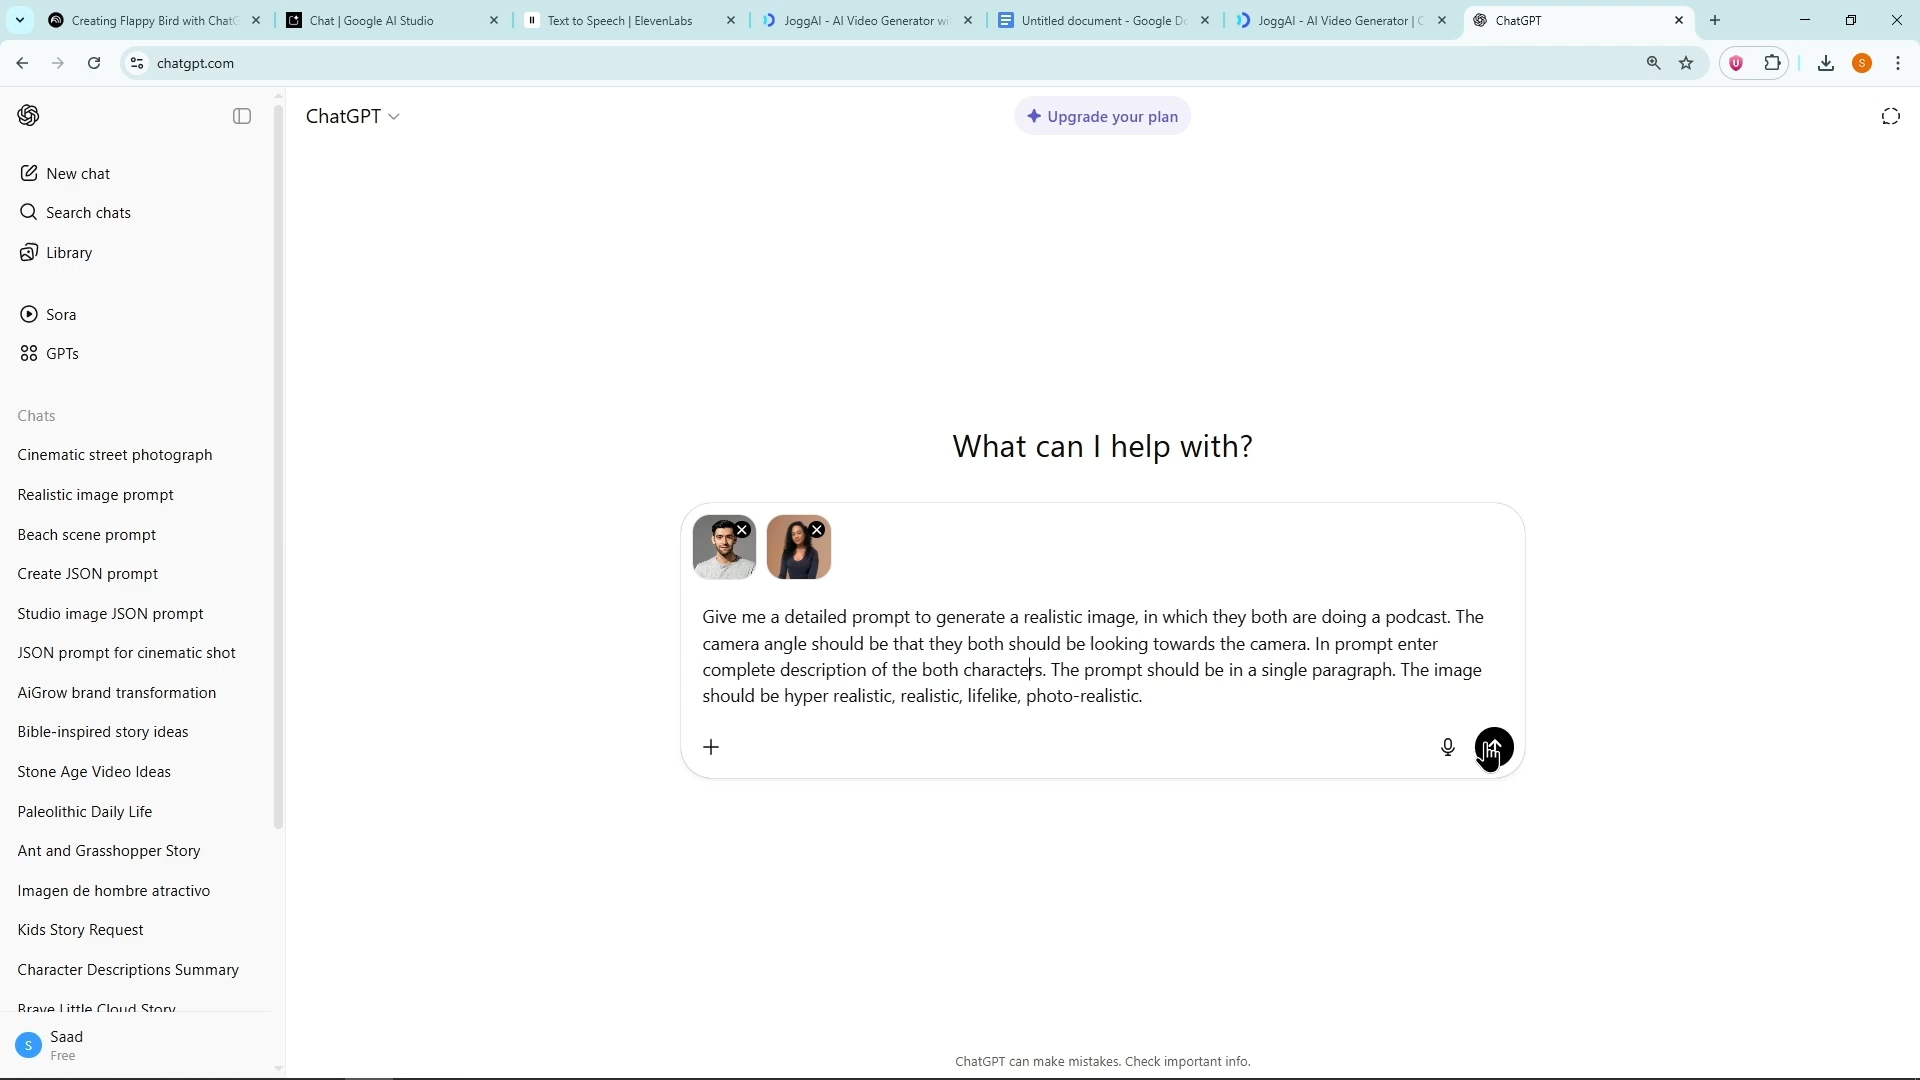 Creating Flappy Bird with ChatG
Chat | Google AI Studio
Text to Speech | ElevenLabs
JoggAI - AI Video Generator wi
Untitled document - Google Do
JoggAI - AI Video Generator | C
ChatGPT
chatgpt.com
S
ChatGPT
Upgrade your plan
New chat
Search chats
Library
Sora
GPTs
Chats
Cinematic street photograph
Realistic image prompt
Beach scene prompt
Create JSON prompt
Studio image JSON prompt
JSON prompt for cinematic shot
AiGrow brand transformation
Bible-inspired story ideas
Stone Age Video Ideas
Paleolithic Daily Life
Ant and Grasshopper Story
Imagen de hombre atractivo
Kids Story Request
Character Descriptions Summary
Brave Little Cloud Story
S
Saad
Free
What can I help with?
Give me a detailed prompt to generate a realistic image, in which they both are doing a podcast. The
camera angle should be that they both should be looking towards the camera. In prompt enter
complete description of the both characters. The prompt should be in a single paragraph. The image
should be hyper realistic, realistic, lifelike, photo-realistic.
ChatGPT can make mistakes. Check important info.